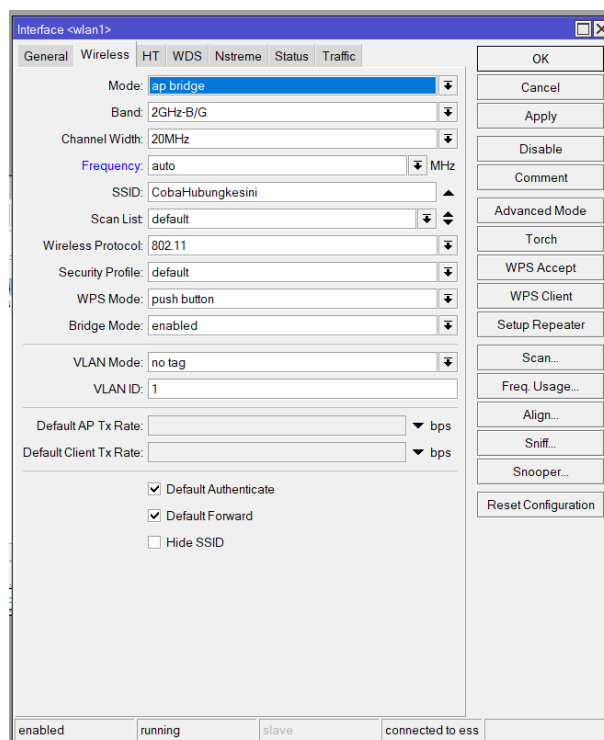 Interface <wlan1>
General Wireless HT WDS Nstreme Status Traffic
Mode: ap bridge
Band: 2GHz-B/G
Channel Width: 20MHz
Frequency: auto MHz
SSID: CobaHubungkesini
Scan List: default
Wireless Protocol: 802.11
Security Profile: default
WPS Mode: push button
Bridge Mode: enabled
VLAN Mode: no tag
VLAN ID: 1
Default AP Tx Rate: bps
Default Client Tx Rate: bps
Default Authenticate
Default Forward
Hide SSID
OK
Cancel
Apply
Disable
Comment
Advanced Mode
Torch
WPS Accept
WPS Client
Setup Repeater
Scan...
Freq. Usage...
Align...
Sniff...
Snooper...
Reset Configuration
enabled running slave connected to ess